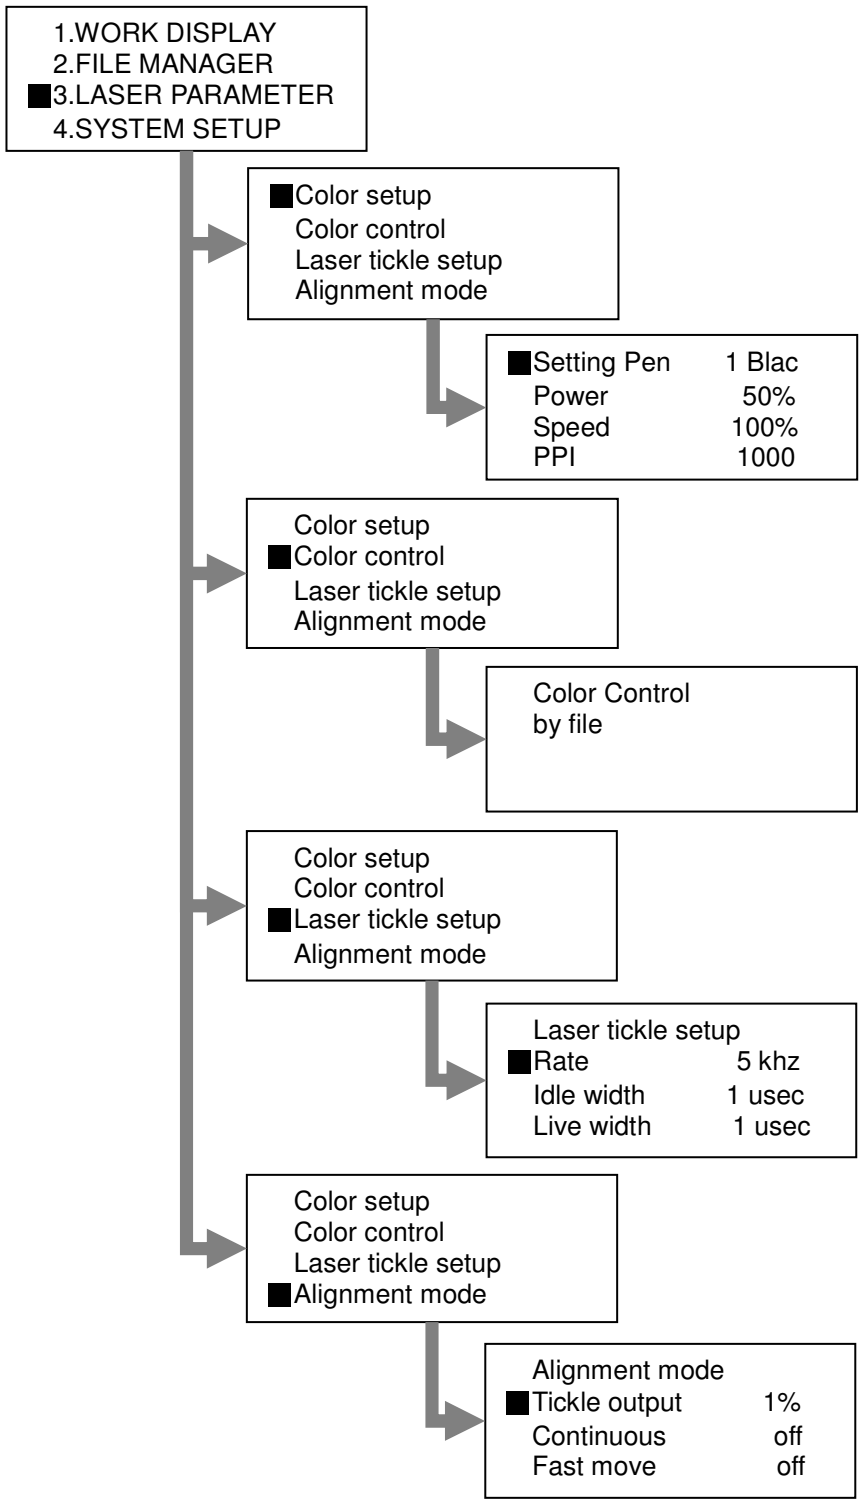 1.WORK DISPLAY
2.FILE MANAGER
3.LASER PARAMETER
4.SYSTEM SETUP
Color setup
Color control
Laser tickle setup
Alignment mode
Setting Pen 1 Blac
Power 50%
Speed 100%
PPI 1000
Color setup
Color control
Laser tickle setup
Alignment mode
Color Control
by file
Color setup
Color control
Laser tickle setup
Alignment mode
Laser tickle setup
Rate 5 khz
Idle width 1 usec
Live width 1 usec
Color setup
Color control
Laser tickle setup
Alignment mode
Alignment mode
Tickle output 1%
Continuous off
Fast move off